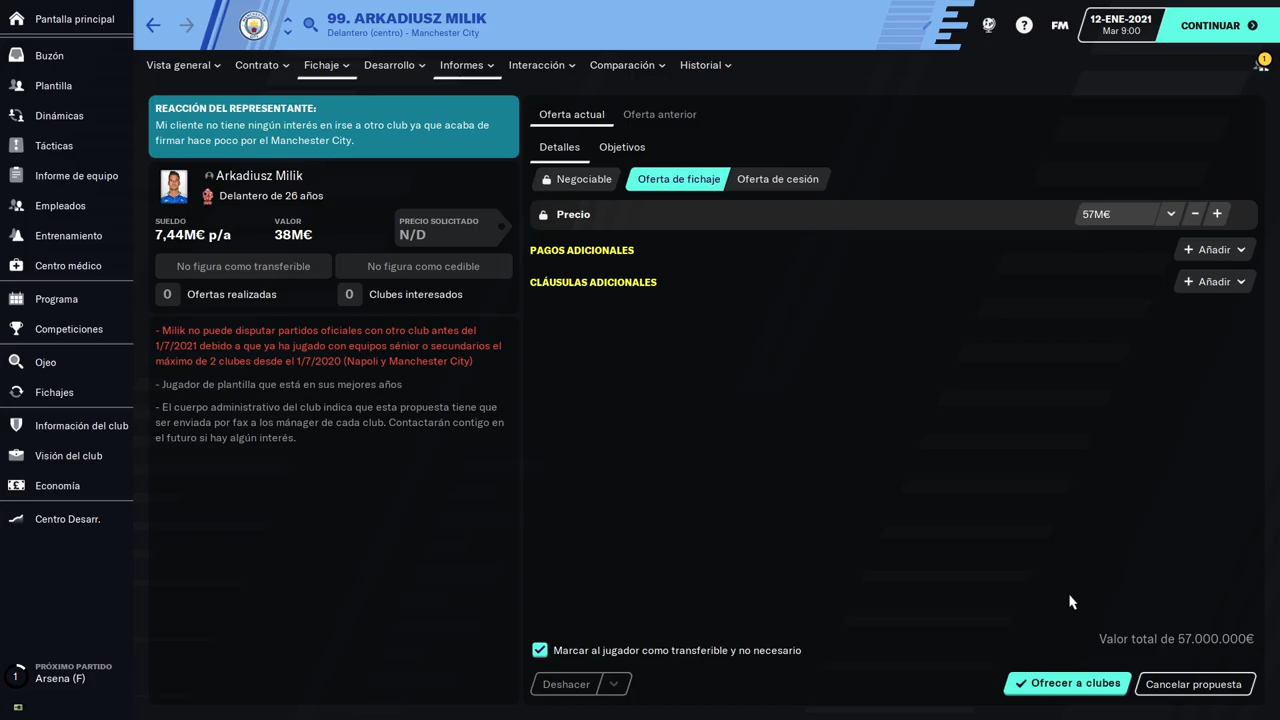 Pantalla principal
99. ARKADIUSZ MILIK
Delantero (centro) - Manchester City
FM
12-ENE-2021
Mar 9:00
CONTINUAR
Buzón
Plantilla
Dinámicas
Tácticas
Informe de equipo
Empleados
Entrenamiento
Centro médico
Programa
Competiciones
Ojeo
Fichajes
Información del club
Visión del club
Economía
Centro Desarr.
PRÓXIMO PARTIDO
1
Arsena (F)
Vista general
Contrato
Fichaje
Desarrollo
Informes
Interacción
Comparación
Historial
1
REACCIÓN DEL REPRESENTANTE:
Mi cliente no tiene ningún interés en irse a otro club ya que acaba de
firmar hace poco por el Manchester City.
Arkadiusz Milik
Delantero de 26 años
SUELDO
7,44M€ p/a
VALOR
38M€
PRECIO SOLICITADO
N/D
No figura como transferible
No figura como cedible
0 Ofertas realizadas
0 Clubes interesados
- Milik no puede disputar partidos oficiales con otro club antes del
1/7/2021 debido a que ya ha jugado con equipos sénior o secundarios el
máximo de 2 clubes desde el 1/7/2020 (Napoli y Manchester City)
- Jugador de plantilla que está en sus mejores años
- El cuerpo administrativo del club indica que esta propuesta tiene que
ser enviada por fax a los mánager de cada club. Contactarán contigo en
el futuro si hay algún interés.
Oferta actual
Oferta anterior
Detalles
Objetivos
Negociable
Oferta de fichaje
Oferta de cesión
Precio
57M€
PAGOS ADICIONALES
+ Añadir
CLÁUSULAS ADICIONALES
+ Añadir
Valor total de 57.000.000€
Marcar al jugador como transferible y no necesario
Deshacer
Ofrecer a clubes
Cancelar propuesta